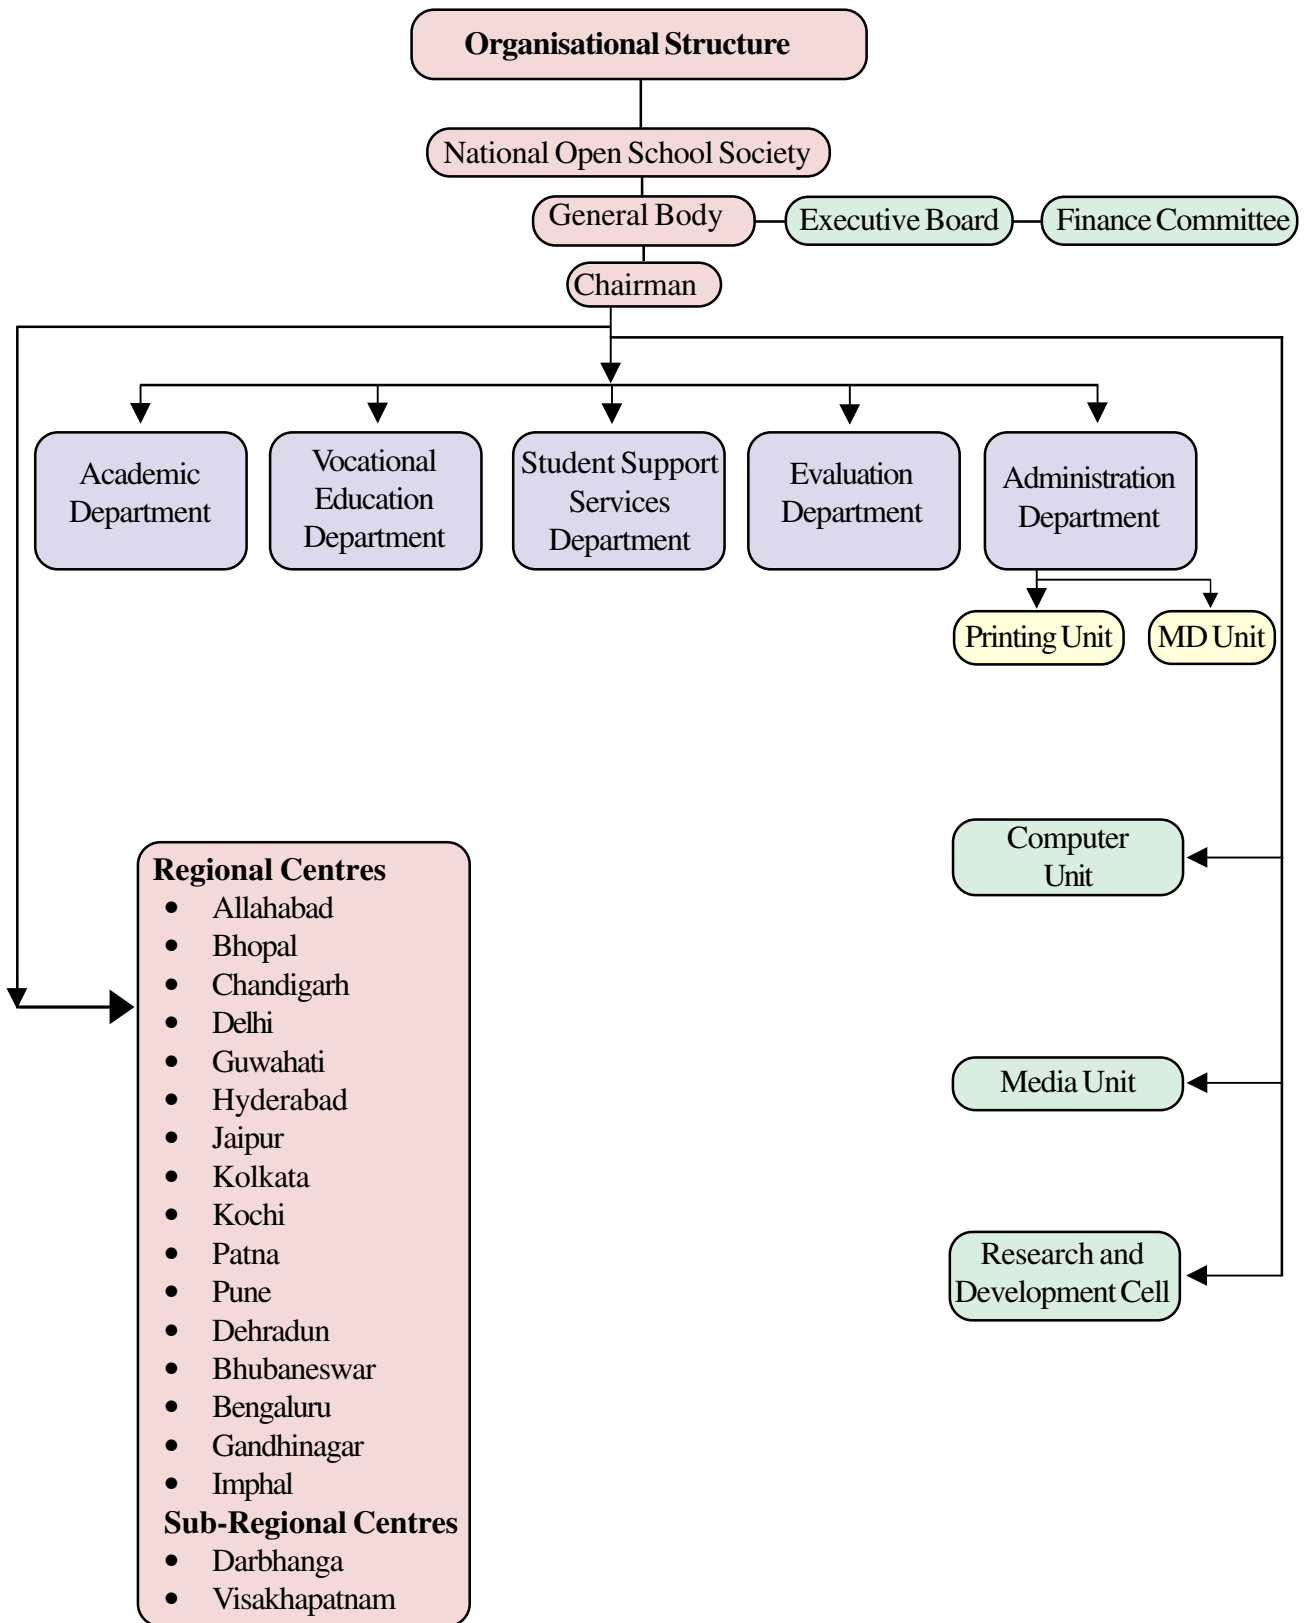 Organisational Structure
National Open School Society
General Body
Executive Board
Finance Committee
Chairman
Academic
Department
Vocational
Education
Department
Student Support
Services
Department
Evaluation
Department
Administration
Department
Printing Unit
MD Unit
Computer
Unit
Media Unit
Research and
Development Cell
Regional Centres
• Allahabad
• Bhopal
• Chandigarh
• Delhi
• Guwahati
• Hyderabad
• Jaipur
• Kolkata
• Kochi
• Patna
• Pune
• Dehradun
• Bhubaneswar
• Bengaluru
• Gandhinagar
• Imphal
Sub-Regional Centres
• Darbhanga
• Visakhapatnam